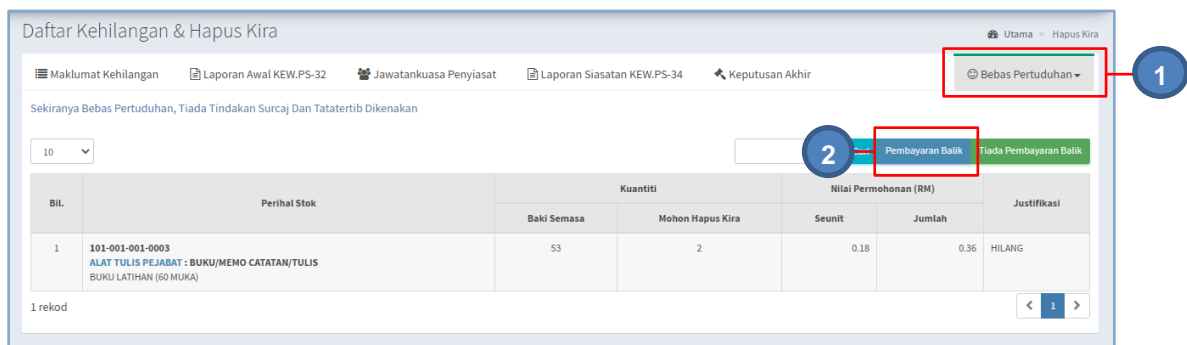 Daftar Kehilangan & Hapus Kira
Utama > Hapus Kira
Maklumat Kehilangan Laporan Awal KEW.PS-32 Jawatankuasa Penyiasat Laporan Siasatan KEW.PS-34 Keputusan Akhir Bebas Pertuduhan
1
Sekiranya Bebas Pertuduhan, Tiada Tindakan Surcaj Dan Tatatertib Dikenakan
10
2
Pembayaran Balik Tiada Pembayaran Balik
Bil. Perihal Stok Kuantiti Nilai Permohonan (RM) Justifikasi
Baki Semasa Mohon Hapus Kira Seunit Jumlah
1 101-001-001-0003 53 2 0.18 0.36 HILANG
ALAT TULIS PEJABAT : BUKU/MEMO CATATAN/TULIS
BUKU LATIHAN (60 MUKA)
1 rekod
< 1 >